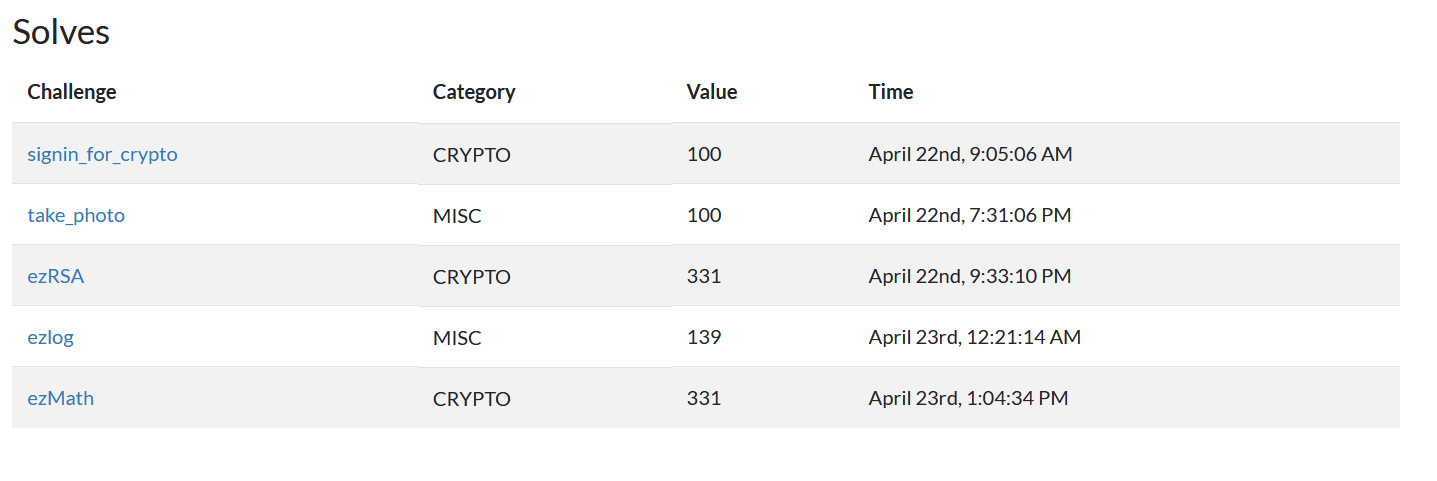 Solves
Challenge Category Value Time
signin_for_crypto CRYPTO 100 April 22nd, 9:05:06 AM
take_photo MISC 100 April 22nd, 7:31:06 PM
ezRSA CRYPTO 331 April 22nd, 9:33:10 PM
ezlog MISC 139 April 23rd, 12:21:14 AM
ezMath CRYPTO 331 April 23rd, 1:04:34 PM